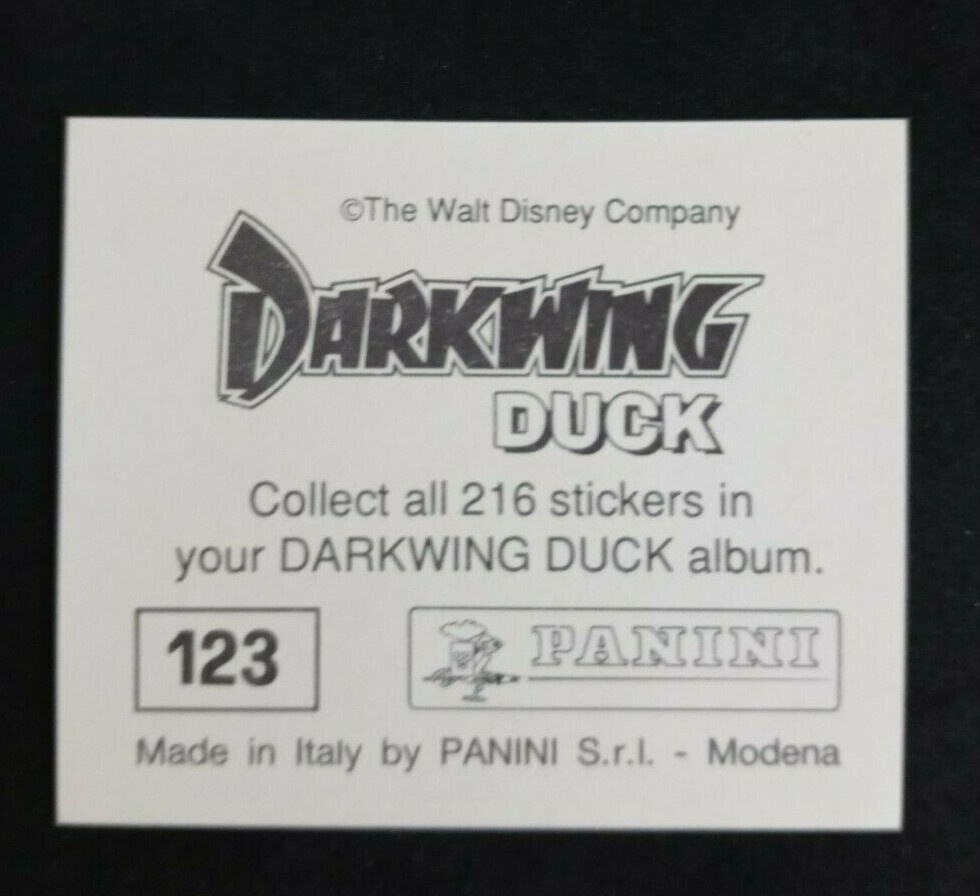 ©The Walt Disney Company
DARKWING
DUCK
Collect all 216 stickers in
your DARKWING DUCK album.
123
PANINI
Made in Italy by PANINI S.r.l. - Modena